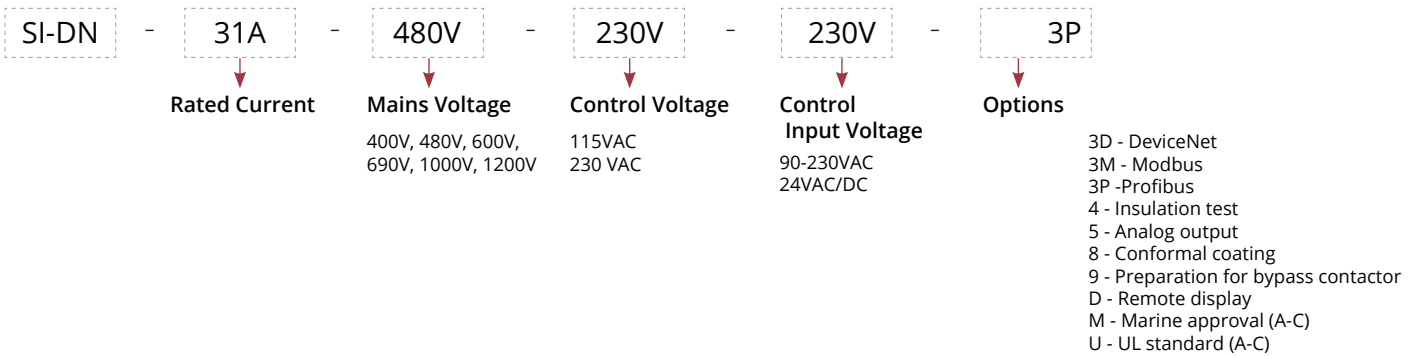 SI-DN - 31A - 480V - 230V - 230V - 3P
Rated Current
Mains Voltage
400V, 480V, 600V,
690V, 1000V, 1200V
Control Voltage
115VAC
230 VAC
Control
Input Voltage
90-230VAC
24VAC/DC
Options
3D - DeviceNet
3M - Modbus
3P -Profibus
4 - Insulation test
5 - Analog output
8 - Conformal coating
9 - Preparation for bypass contactor
D - Remote display
M - Marine approval (A-C)
U - UL standard (A-C)